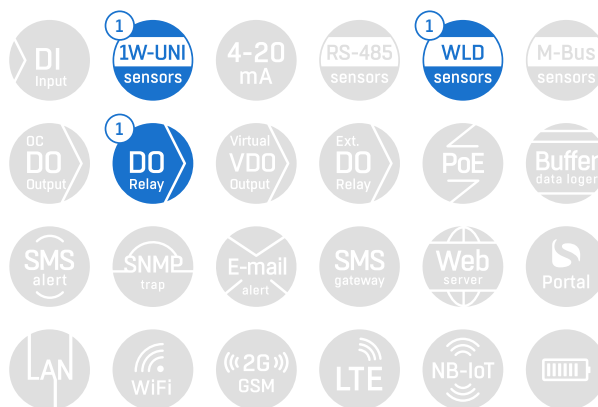 1
DI
Input
1
1W-UNI
sensors
4-20
mA
RS-485
sensors
1
WLD
sensors
M-Bus
sensors
OC
DO
Output
1
DO
Relay
Virtual
VDO
Output
Ext.
DO
Relay
PoE
Buffer
data loger
SMS
alert
SNMP
trap
E-mail
alert
SMS
gateway
Web
server
Portal
LAN
WiFi
2G
GSM
LTE
NB-IoT